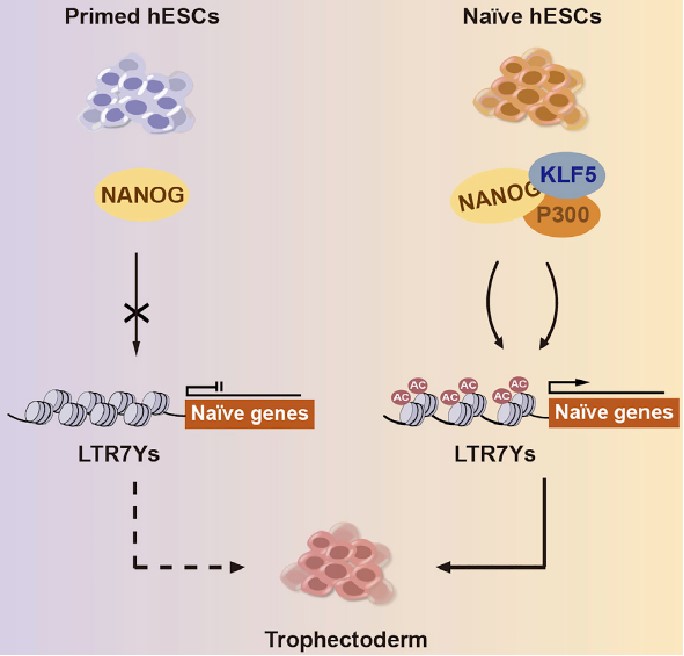 Primed hESCs
Naïve hESCs
NANOG
NANOG
KLF5
P300
AC
AC
AC
AC
AC
AC
Naïve genes
Naïve genes
LTR7Ys
LTR7Ys
Trophectoderm